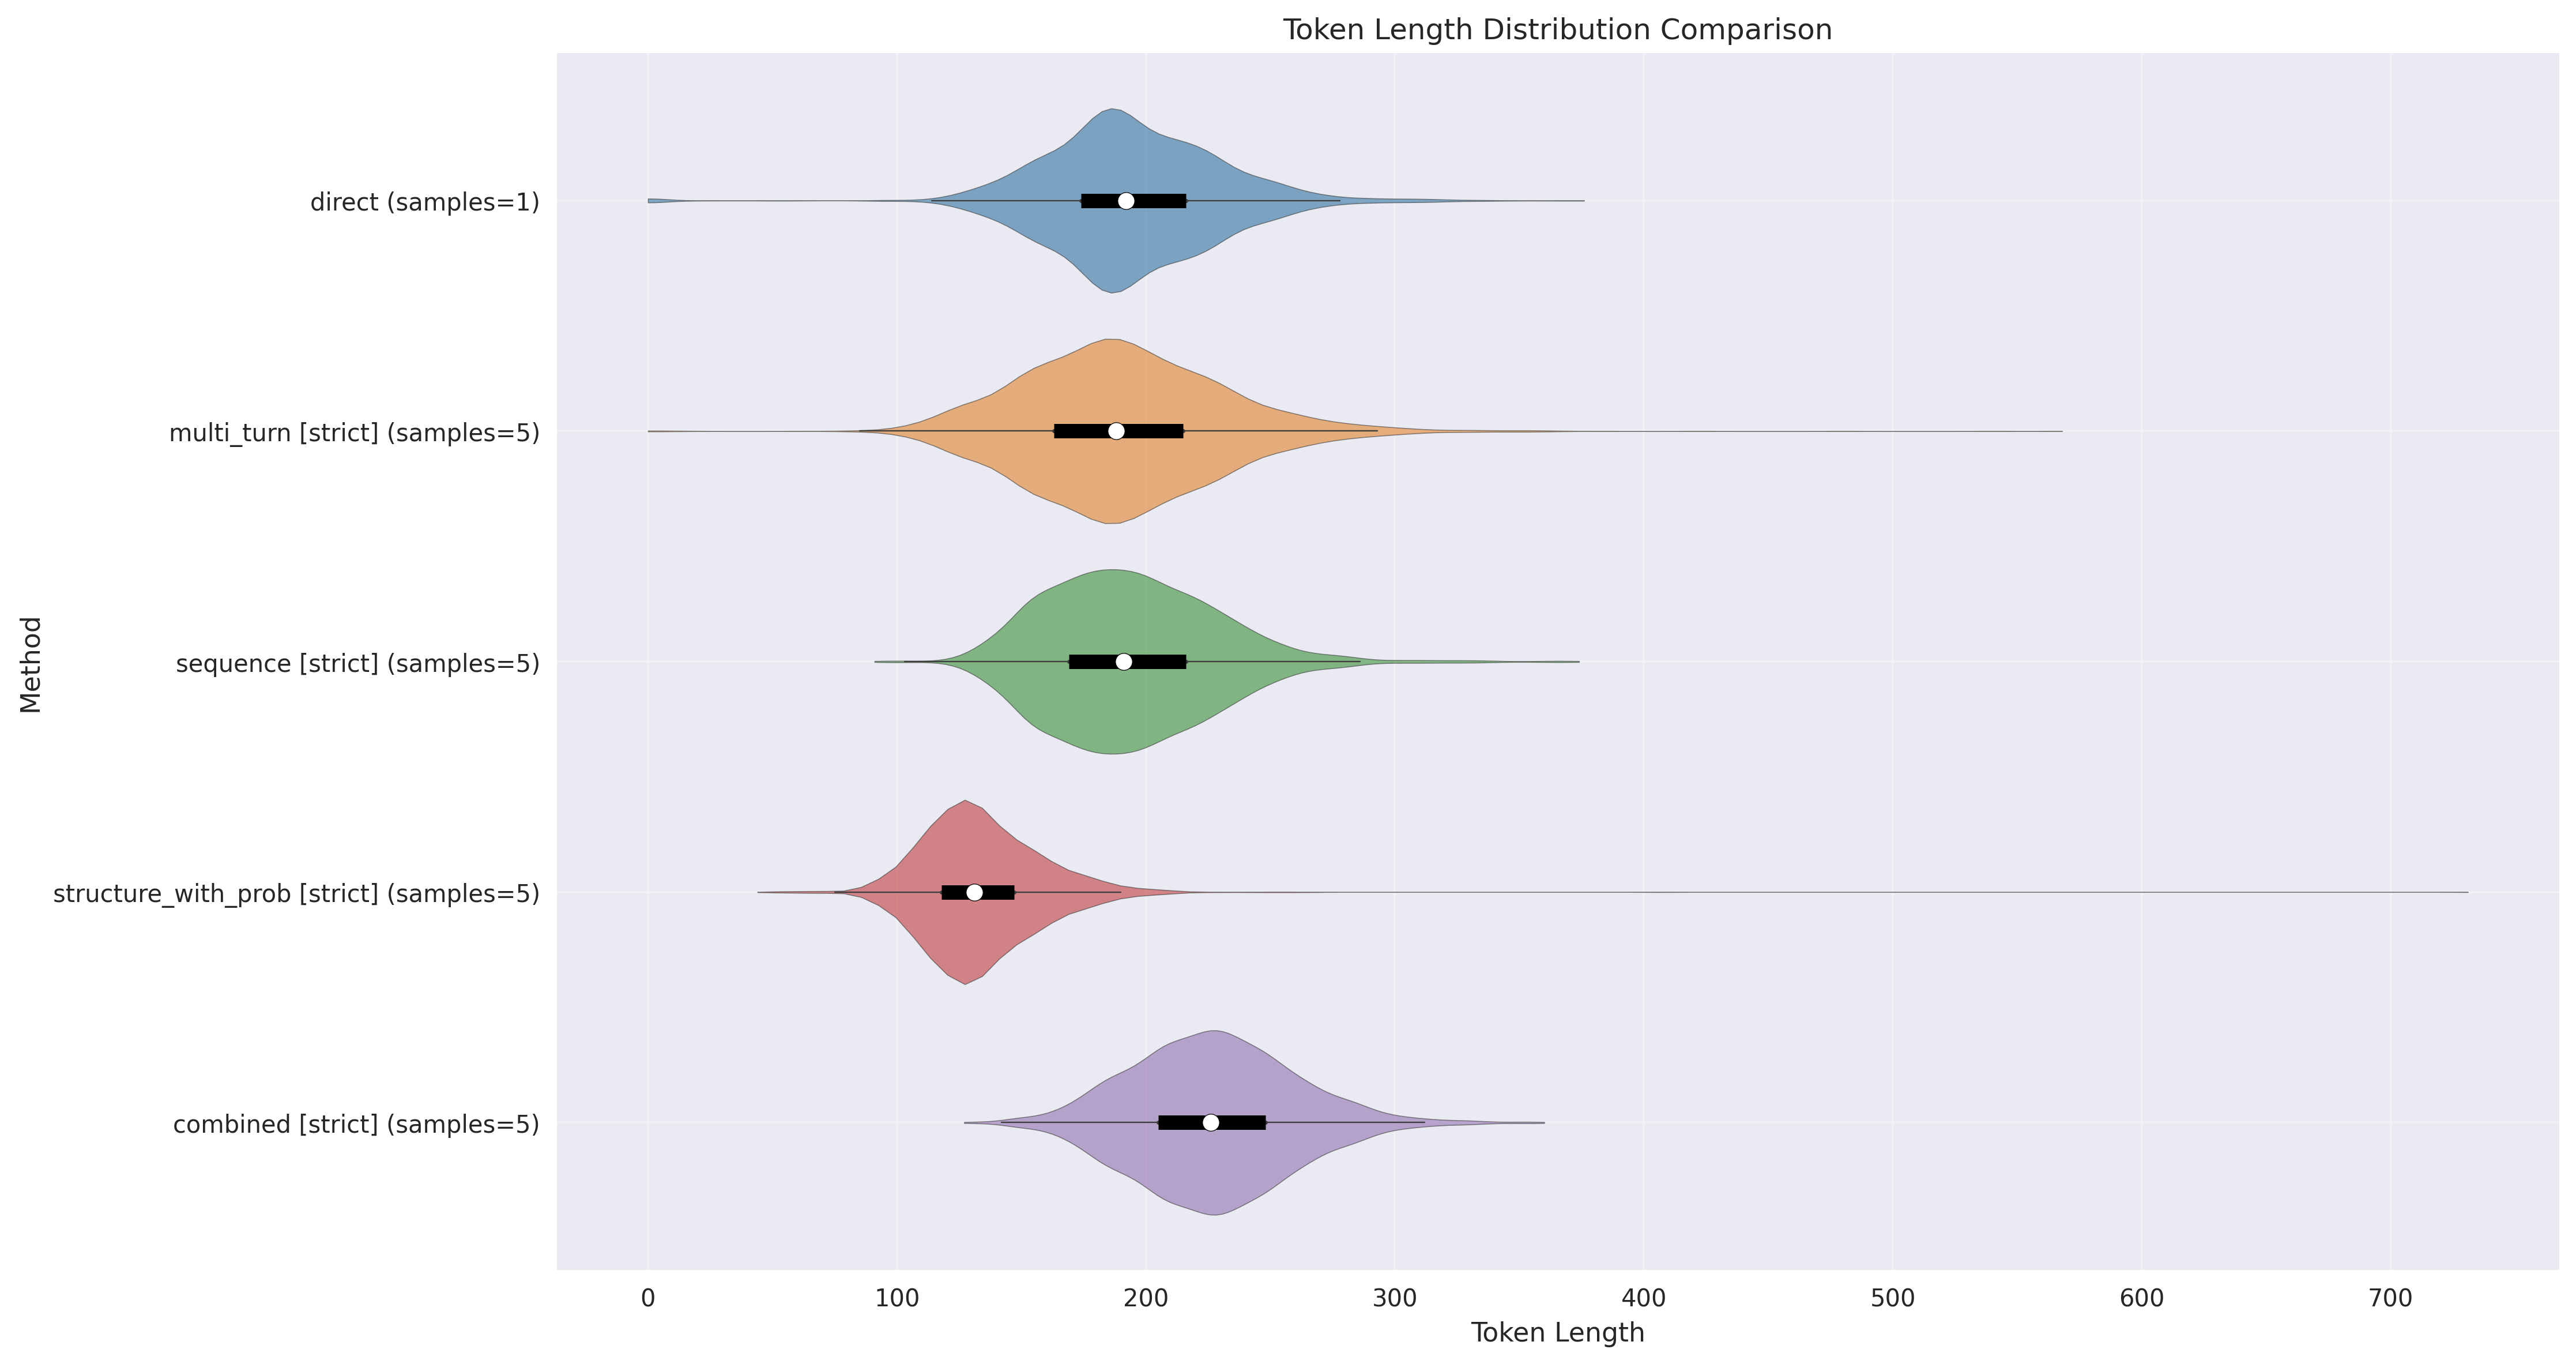 Token Length Distribution Comparison
Method
direct (samples=1)
multi_turn [strict] (samples=5)
sequence [strict] (samples=5)
structure_with_prob [strict] (samples=5)
combined [strict] (samples=5)
0 100 200 300 400 500 600 700
Token Length